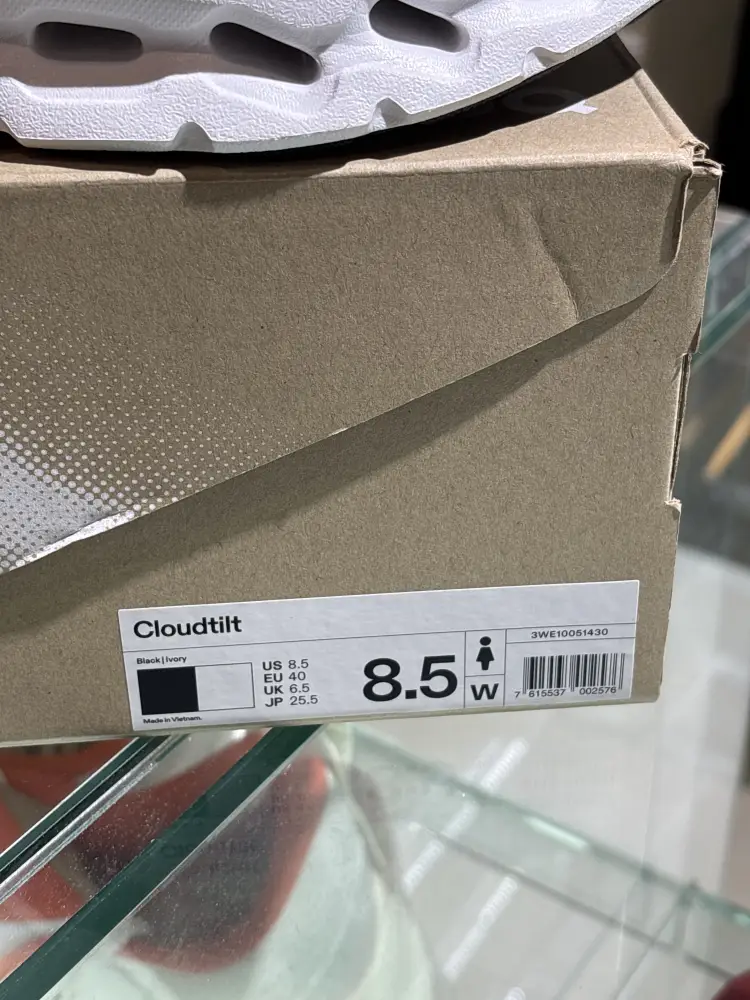 Cloudtilt
Black | Ivory
US 8.5
EU 40
UK 6.5
JP 25.5
Made in Vietnam.
8.5
W
3WE10051430
7 615537 002576